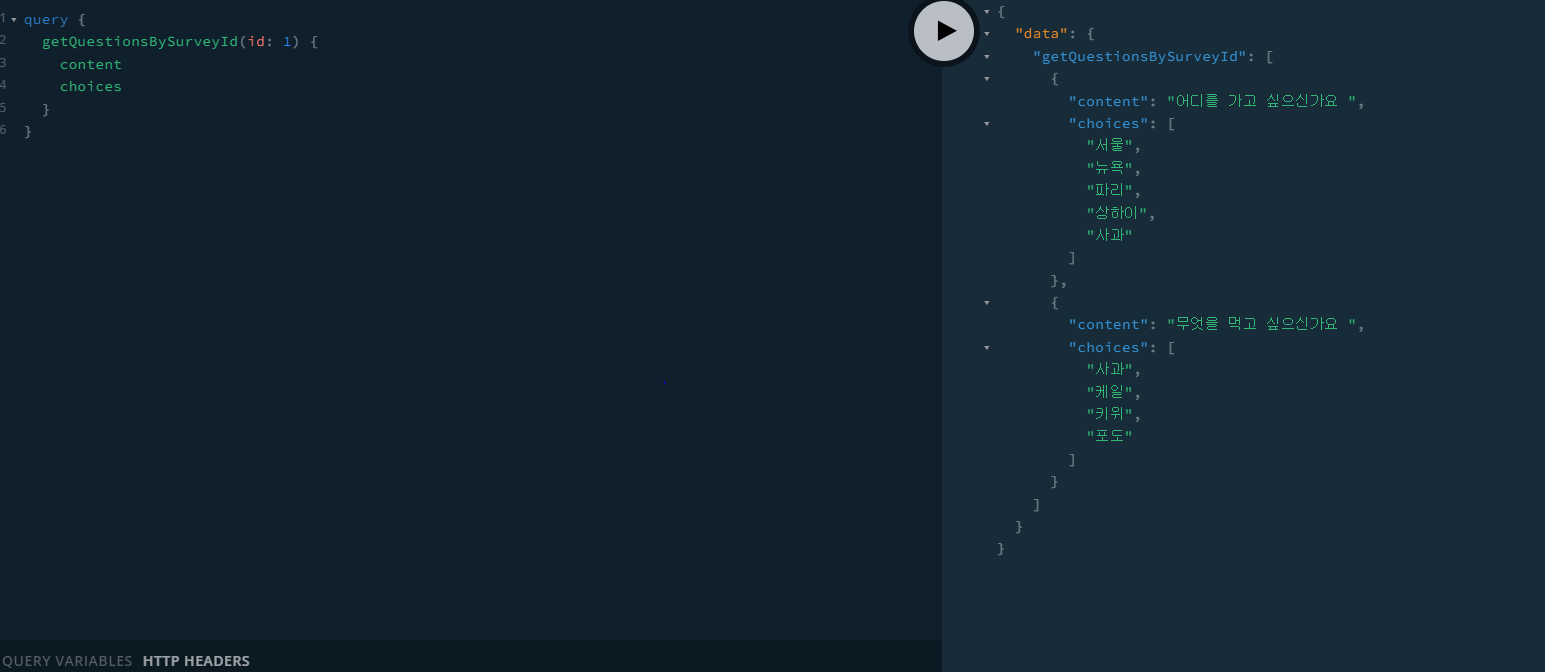 1 query {
2 getQuestionsBySurveyId(id: 1) {
3 content
4 choices
5 }
6 }
QUERY VARIABLES HTTP HEADERS
{
"data": {
"getQuestionsBySurveyId": [
{
"content": "어디를 가고 싶으신가요 ",
"choices": [
"서울",
"뉴욕",
"파리",
"상하이",
"사과"
]
},
{
"content": "무엇을 먹고 싶으신가요 ",
"choices": [
"사과",
"케일",
"키위",
"포도"
]
}
]
}
}